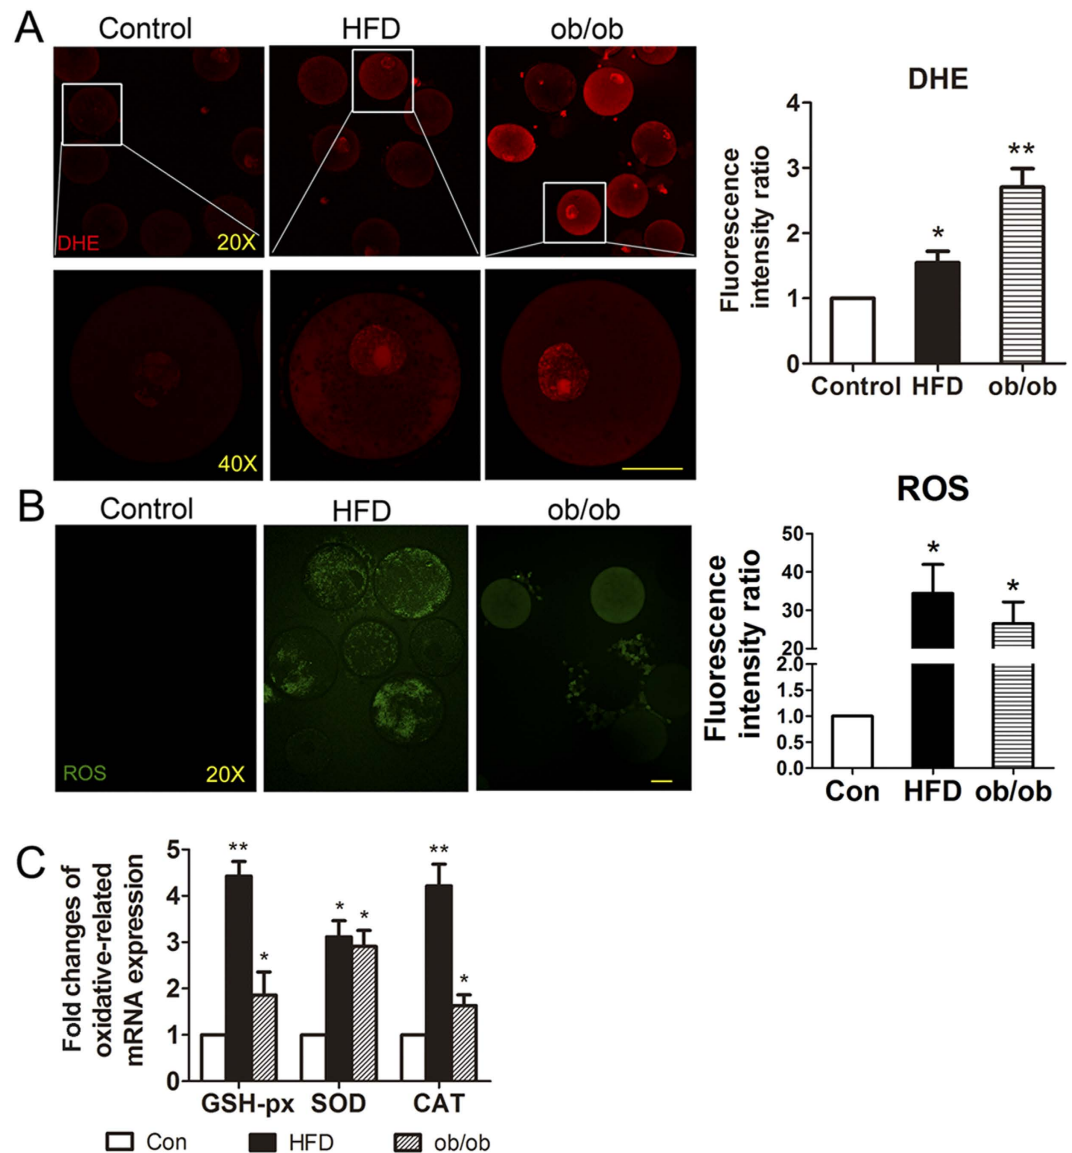 A
Control HFD ob/ob
DHE
20X
40X
DHE
Fluorescence
intensity ratio
4
3
2
1
0
*
**
Control HFD ob/ob
B
Control HFD ob/ob
ROS
20X
ROS
Fluorescence
intensity ratio
50
40
30
20
2.0
1.5
1.0
0.5
0.0
*
*
Con HFD ob/ob
C
Fold changes of
oxidative-related
mRNA expression
5
4
3
2
1
0
** * * * ** *
GSH-px SOD CAT
Con HFD ob/ob